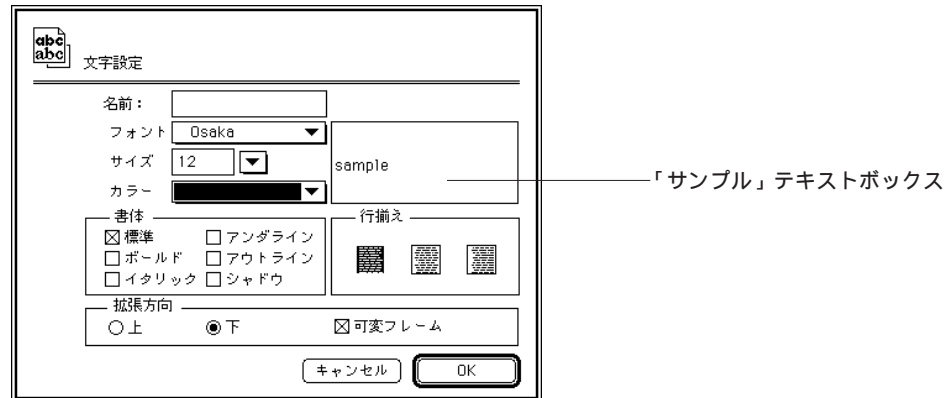 abc
abc
文字設定
名前：
フォント Osaka
サイズ 12
カラー
sample
「サンプル」テキストボックス
書体
標準 アンダライン
ボールド アウトライン
イタリック シャドウ
行揃え
拡張方向
上 下 可変フレーム
キャンセル OK